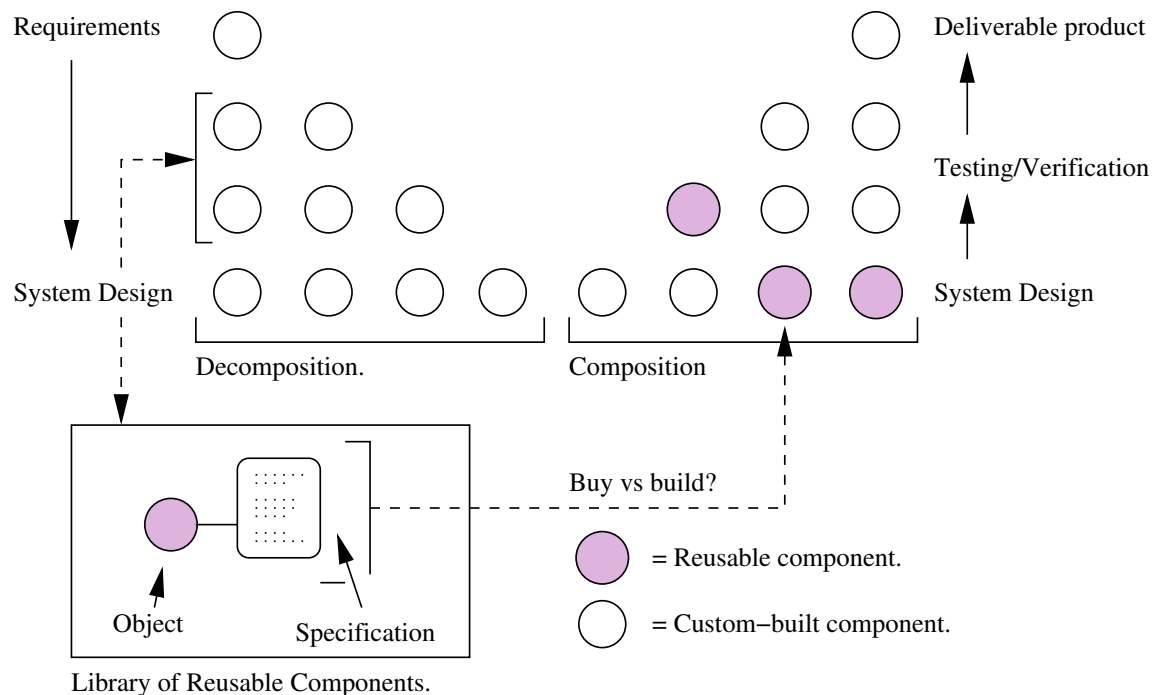 Requirements
Deliverable product
Testing/Verification
System Design
System Design
Decomposition.
Composition
Buy vs build?
= Reusable component.
Object
Specification
= Custom−built component.
Library of Reusable Components.